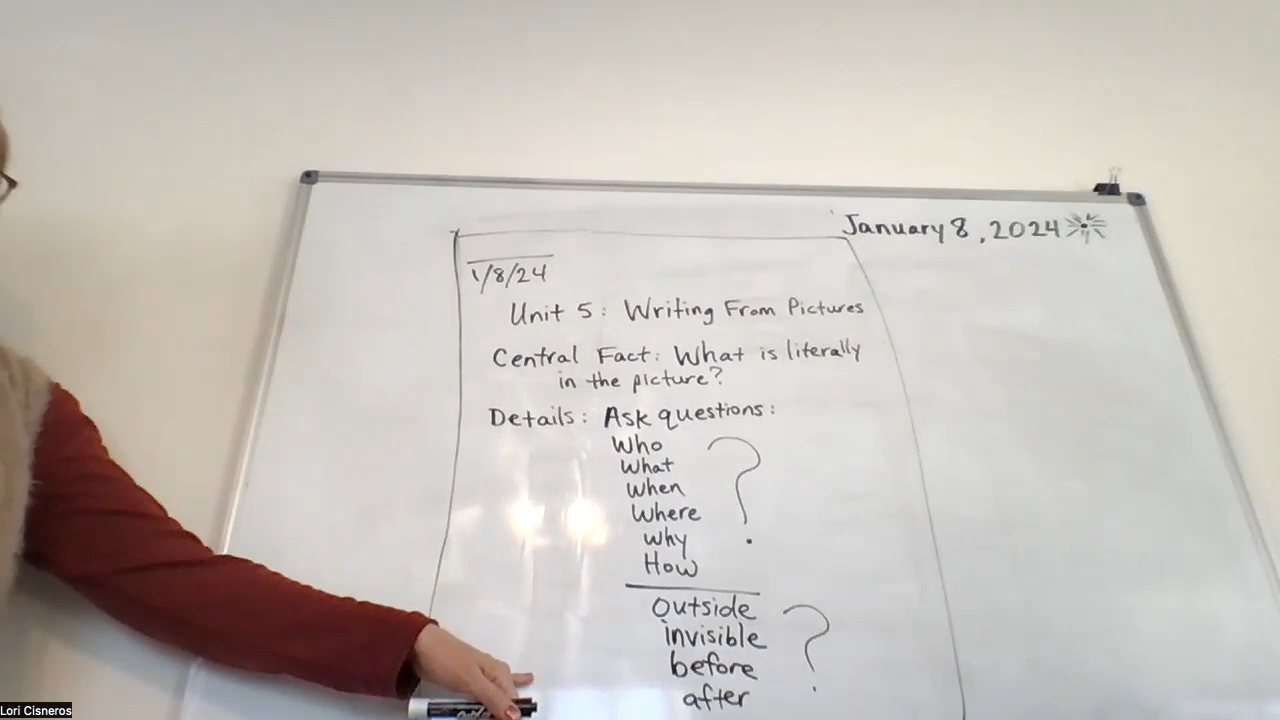 January 8, 2024
1/8/24
Unit 5: Writing From Pictures
Central Fact: What is literally
in the picture?
Details: Ask questions:
Who
What
When
Where
Why
How
?
outside
invisible
before
after
?
Lori Cisneros